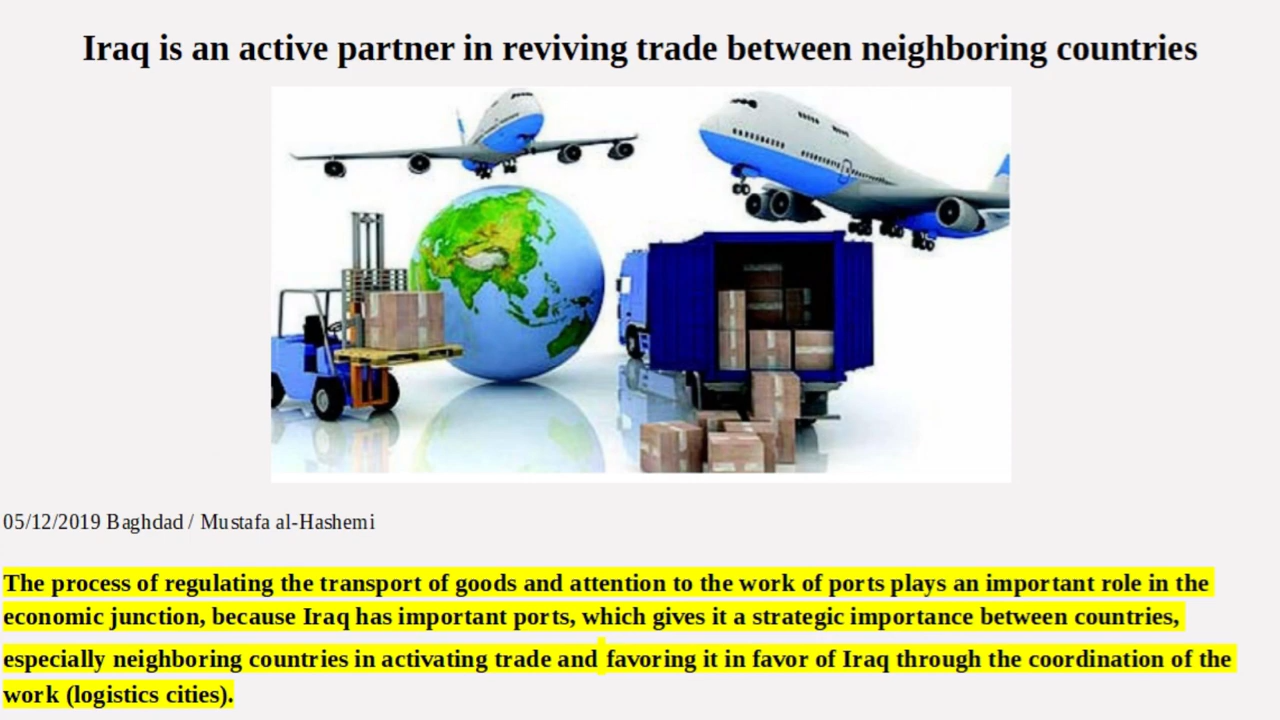 Iraq is an active partner in reviving trade between neighboring countries
05/12/2019 Baghdad / Mustafa al-Hashemi
The process of regulating the transport of goods and attention to the work of ports plays an important role in the
economic junction, because Iraq has important ports, which gives it a strategic importance between countries,
especially neighboring countries in activating trade and favoring it in favor of Iraq through the coordination of the
work (logistics cities).